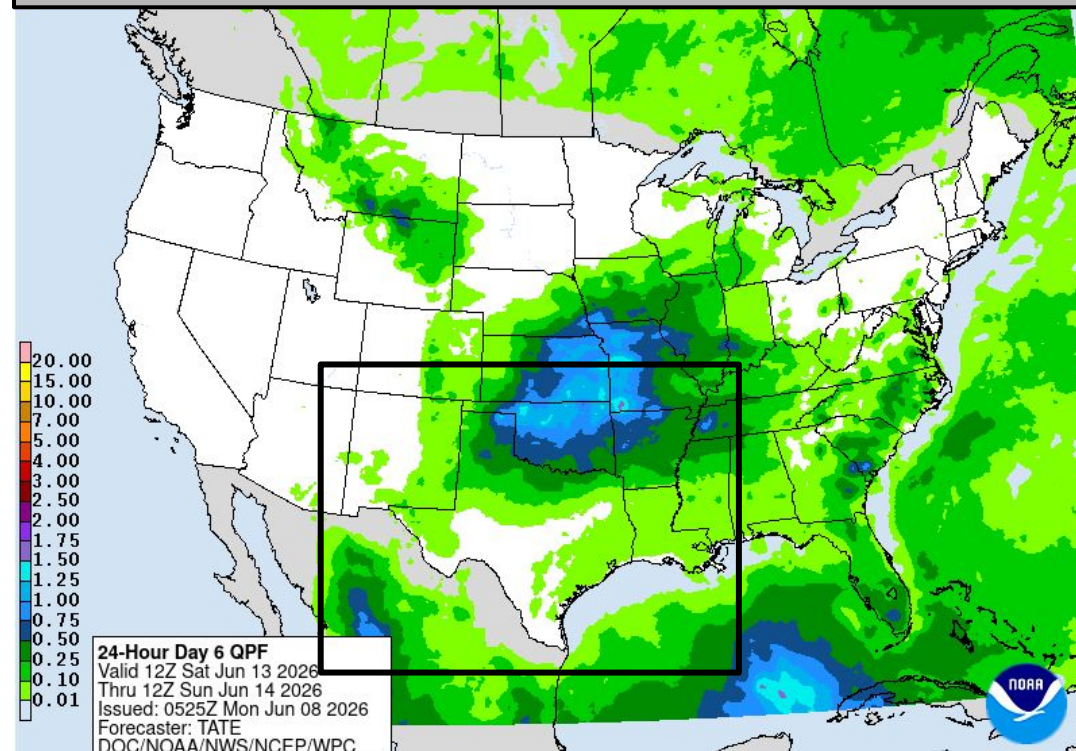 20.00
15.00
10.00
7.00
5.00
4.00
3.00
2.50
2.00
1.75
1.50
1.25
1.00
0.75
0.50
0.25
0.10
0.01
24-Hour Day 6 QPF
Valid 12Z Sat Jun 13 2026
Thru 12Z Sun Jun 14 2026
Issued: 0525Z Mon Jun 08 2026
Forecaster: TATE
DOC/NOAA/NWS/NCEP/WPC
NOAA